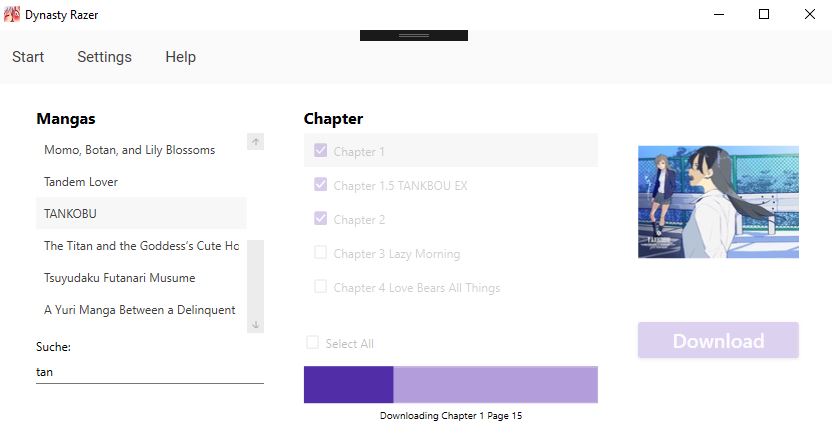 Dynasty Razer
Start Settings Help
Mangas
Momo, Botan, and Lily Blossoms
Tandem Lover
TANKOBU
The Titan and the Goddess's Cute Ho
Tsuyudaku Futanari Musume
A Yuri Manga Between a Delinquent
Suche:
tan
Chapter
Chapter 1
Chapter 1.5 TANKBOU EX
Chapter 2
Chapter 3 Lazy Morning
Chapter 4 Love Bears All Things
Select All
Downloading Chapter 1 Page 15
Download